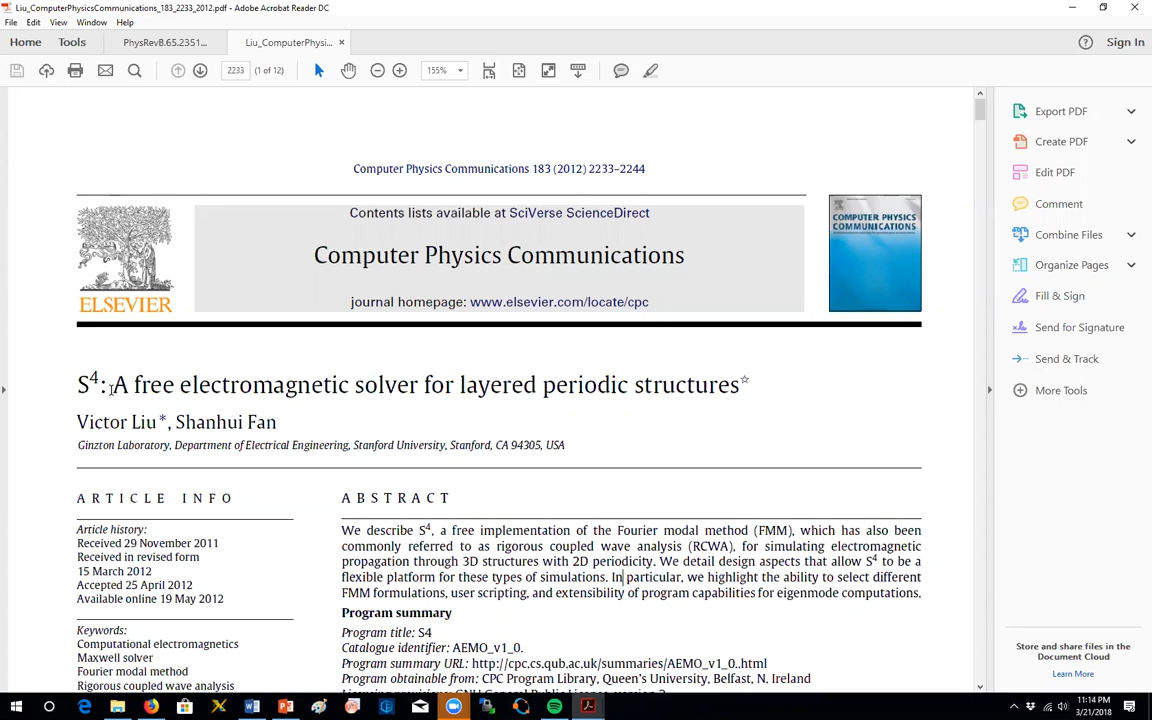 Liu_ComputerPhysicsCommunications_183_2233_2012.pdf - Adobe Acrobat Reader DC
File Edit View Window Help
Home Tools PhysRevB.65.2351... Liu_ComputerPhysi... × Sign In
2233 (1 of 12) 155%
Export PDF
Create PDF
Edit PDF
Comment
Combine Files
Organize Pages
Fill & Sign
Send for Signature
Send & Track
More Tools
Store and share files in the
Document Cloud
Learn More
Computer Physics Communications 183 (2012) 2233–2244
Contents lists available at SciVerse ScienceDirect
Computer Physics Communications
journal homepage: www.elsevier.com/locate/cpc
ELSEVIER
COMPUTER PHYSICS
COMMUNICATIONS
S⁴: A free electromagnetic solver for layered periodic structures☆
Victor Liu *, Shanhui Fan
Ginzton Laboratory, Department of Electrical Engineering, Stanford University, Stanford, CA 94305, USA
ARTICLE INFO
Article history:
Received 29 November 2011
Received in revised form
15 March 2012
Accepted 25 April 2012
Available online 19 May 2012
Keywords:
Computational electromagnetics
Maxwell solver
Fourier modal method
Rigorous coupled wave analysis
ABSTRACT
We describe S⁴, a free implementation of the Fourier modal method (FMM), which has also been
commonly referred to as rigorous coupled wave analysis (RCWA), for simulating electromagnetic
propagation through 3D structures with 2D periodicity. We detail design aspects that allow S⁴ to be a
flexible platform for these types of simulations. In particular, we highlight the ability to select different
FMM formulations, user scripting, and extensibility of program capabilities for eigenmode computations.
Program summary
Program title: S4
Catalogue identifier: AEMO_v1_0.
Program summary URL: http://cpc.cs.qub.ac.uk/summaries/AEMO_v1_0..html
Program obtained from: CPC Program Library, Queen's University, Belfast, N. Ireland
Licensing provisions: GNU General Public License, version 2
11:14 PM
3/21/2018